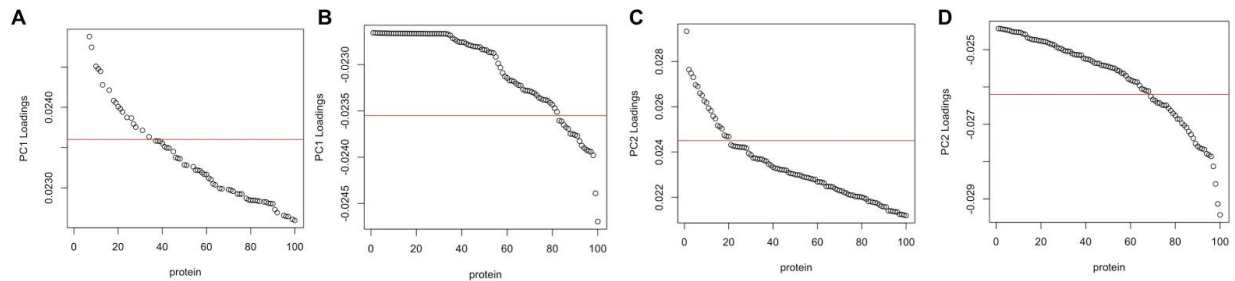 A
PC1 Loadings
0.0240
0.0230
0 20 40 60 80 100
protein
B
PC1 Loadings
-0.0230
-0.0235
-0.0240
-0.0245
0 20 40 60 80 100
protein
C
PC2 Loadings
0.028
0.026
0.024
0.022
0 20 40 60 80 100
protein
D
PC2 Loadings
-0.025
-0.027
-0.029
0 20 40 60 80 100
protein